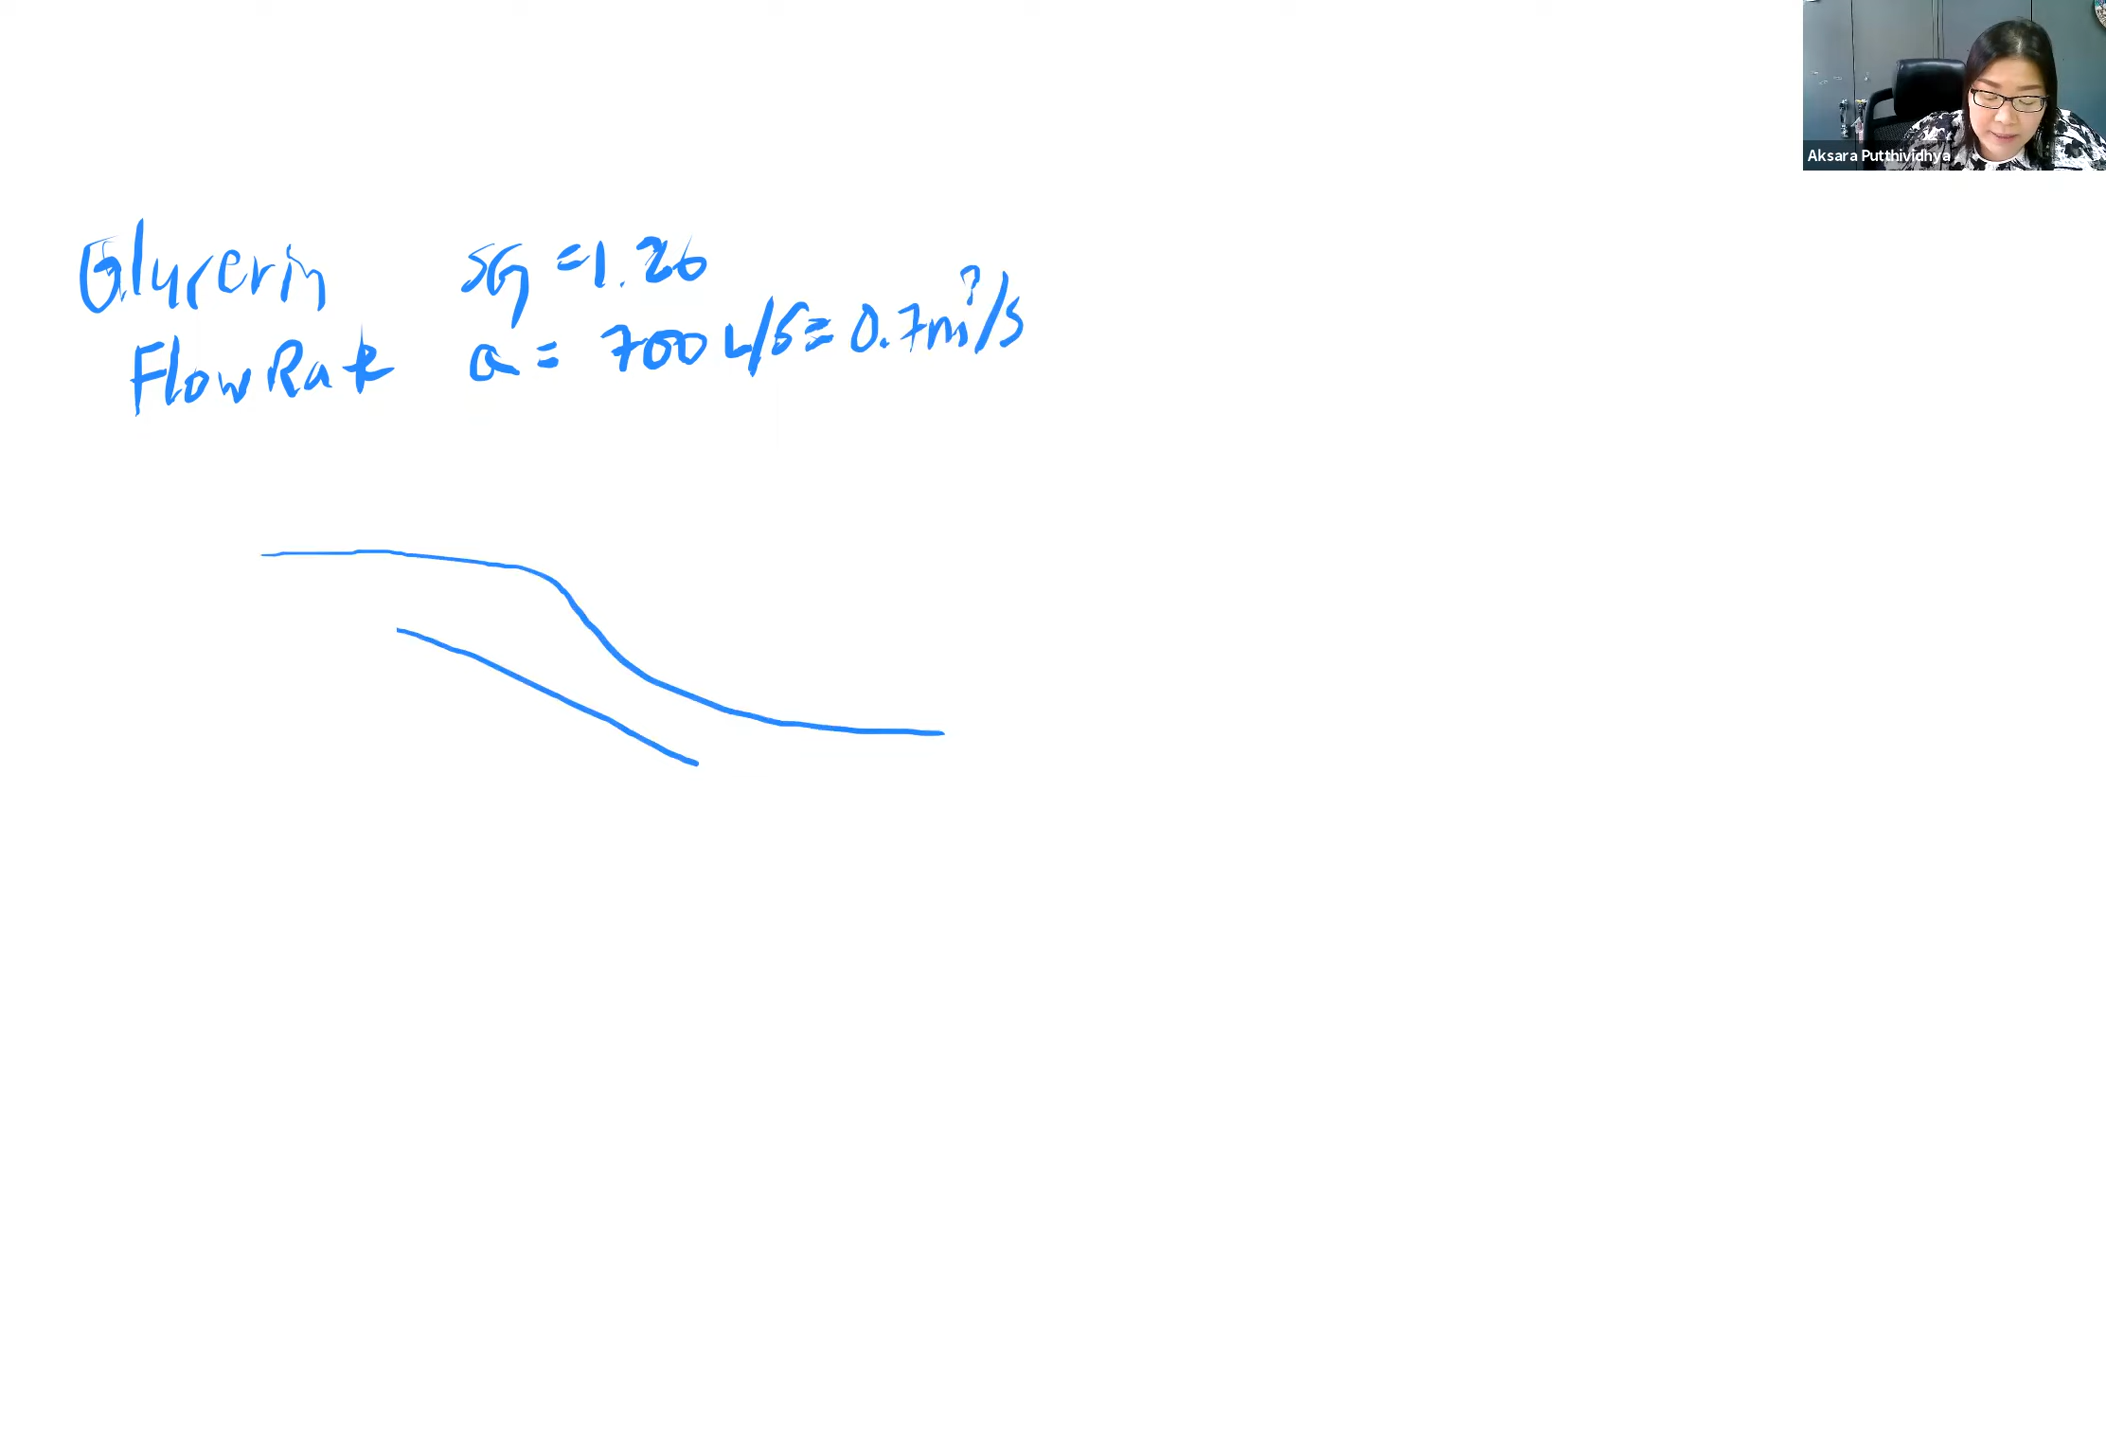 Aksara Putthividhya
Glycerin SG = 1.26
Flow Rate Q = 700 L/s = 0.7 m³/s